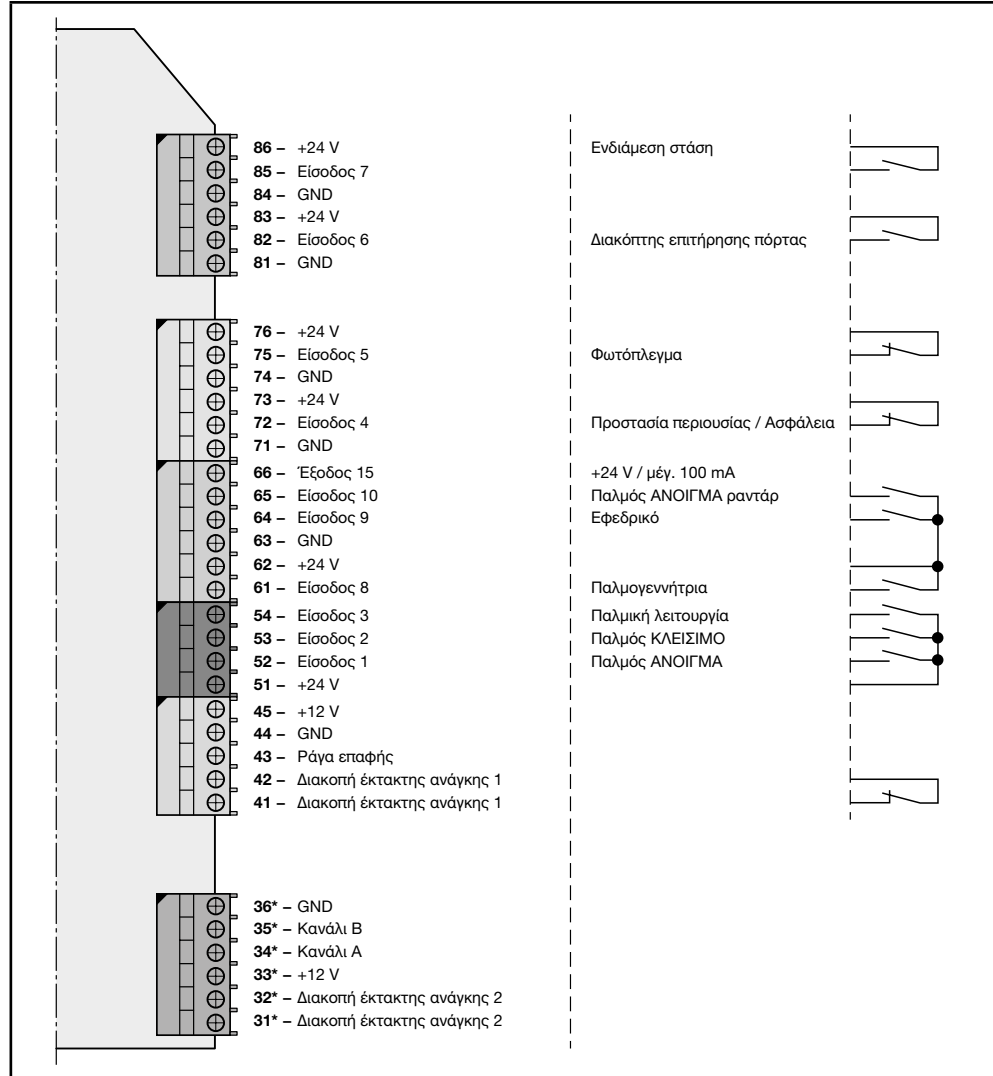 86 – +24 V Ενδιάμεση στάση
85 – Είσοδος 7
84 – GND
83 – +24 V
82 – Είσοδος 6 Διακόπτης επιτήρησης πόρτας
81 – GND
76 – +24 V
75 – Είσοδος 5 Φωτόπλεγμα
74 – GND
73 – +24 V
72 – Είσοδος 4 Προστασία περιουσίας / Ασφάλεια
71 – GND
66 – Έξοδος 15 +24 V / μέγ. 100 mA
65 – Είσοδος 10 Παλμός ΑΝΟΙΓΜΑ ραντάρ
64 – Είσοδος 9 Εφεδρικό
63 – GND
62 – +24 V
61 – Είσοδος 8 Παλμογεννήτρια
54 – Είσοδος 3 Παλμική λειτουργία
53 – Είσοδος 2 Παλμός ΚΛΕΙΣΙΜΟ
52 – Είσοδος 1 Παλμός ΑΝΟΙΓΜΑ
51 – +24 V
45 – +12 V
44 – GND
43 – Ράγα επαφής
42 – Διακοπή έκτακτης ανάγκης 1
41 – Διακοπή έκτακτης ανάγκης 1
36* – GND
35* – Κανάλι B
34* – Κανάλι A
33* – +12 V
32* – Διακοπή έκτακτης ανάγκης 2
31* – Διακοπή έκτακτης ανάγκης 2